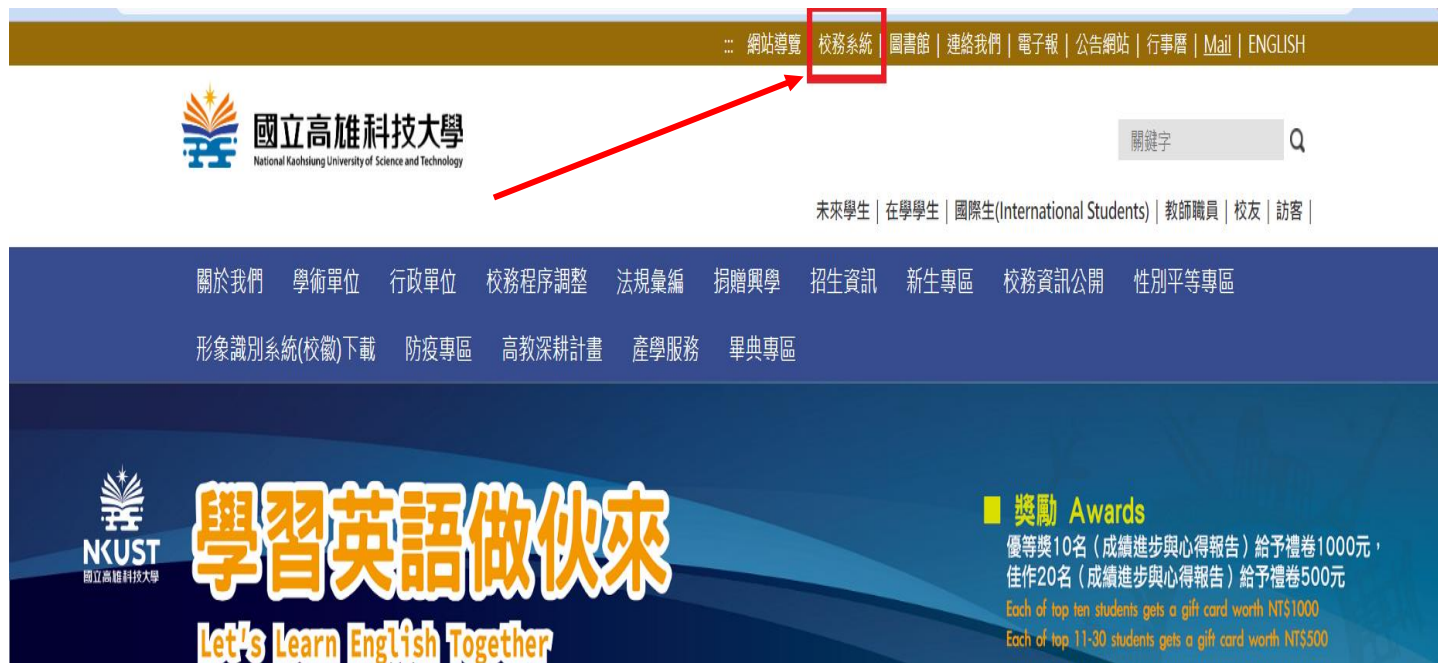 ::: 網站導覽 | 校務系統 | 圖書館 | 連絡我們 | 電子報 | 公告網站 | 行事曆 | Mail | ENGLISH
國立高雄科技大學
National Kaohsiung University of Science and Technology
關鍵字
未來學生 | 在學學生 | 國際生(International Students) | 教師職員 | 校友 | 訪客 |
關於我們 學術單位 行政單位 校務程序調整 法規彙編 捐贈興學 招生資訊 新生專區 校務資訊公開 性別平等專區
形象識別系統(校徽)下載 防疫專區 高教深耕計畫 產學服務 畢典專區
NKUST
國立高雄科技大學
學習英語做伙來
Let's Learn English Together
獎勵 Awards
優等獎10名（成績進步與心得報告）給予禮卷1000元，
佳作20名（成績進步與心得報告）給予禮卷500元
Each of top ten students gets a gift card worth NT$1000
Each of top 11-30 students gets a gift card worth NT$500